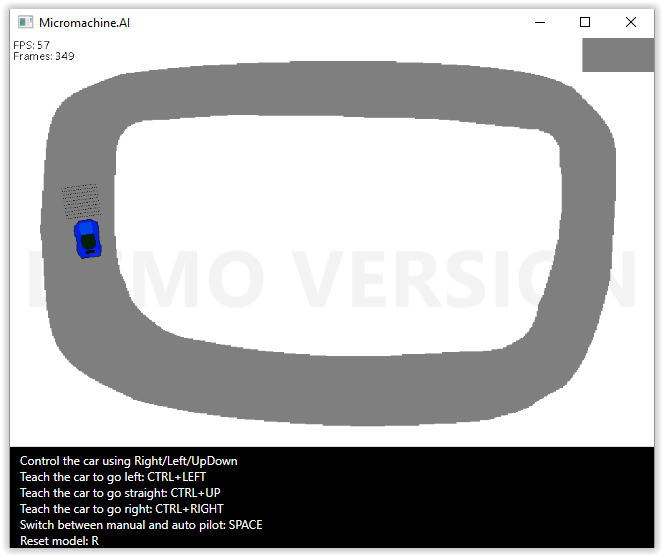 Micromachine.AI
FPS: 57
Frames: 349
DEMO VERSION
Control the car using Right/Left/UpDown
Teach the car to go left: CTRL+LEFT
Teach the car to go straight: CTRL+UP
Teach the car to go right: CTRL+RIGHT
Switch between manual and auto pilot: SPACE
Reset model: R